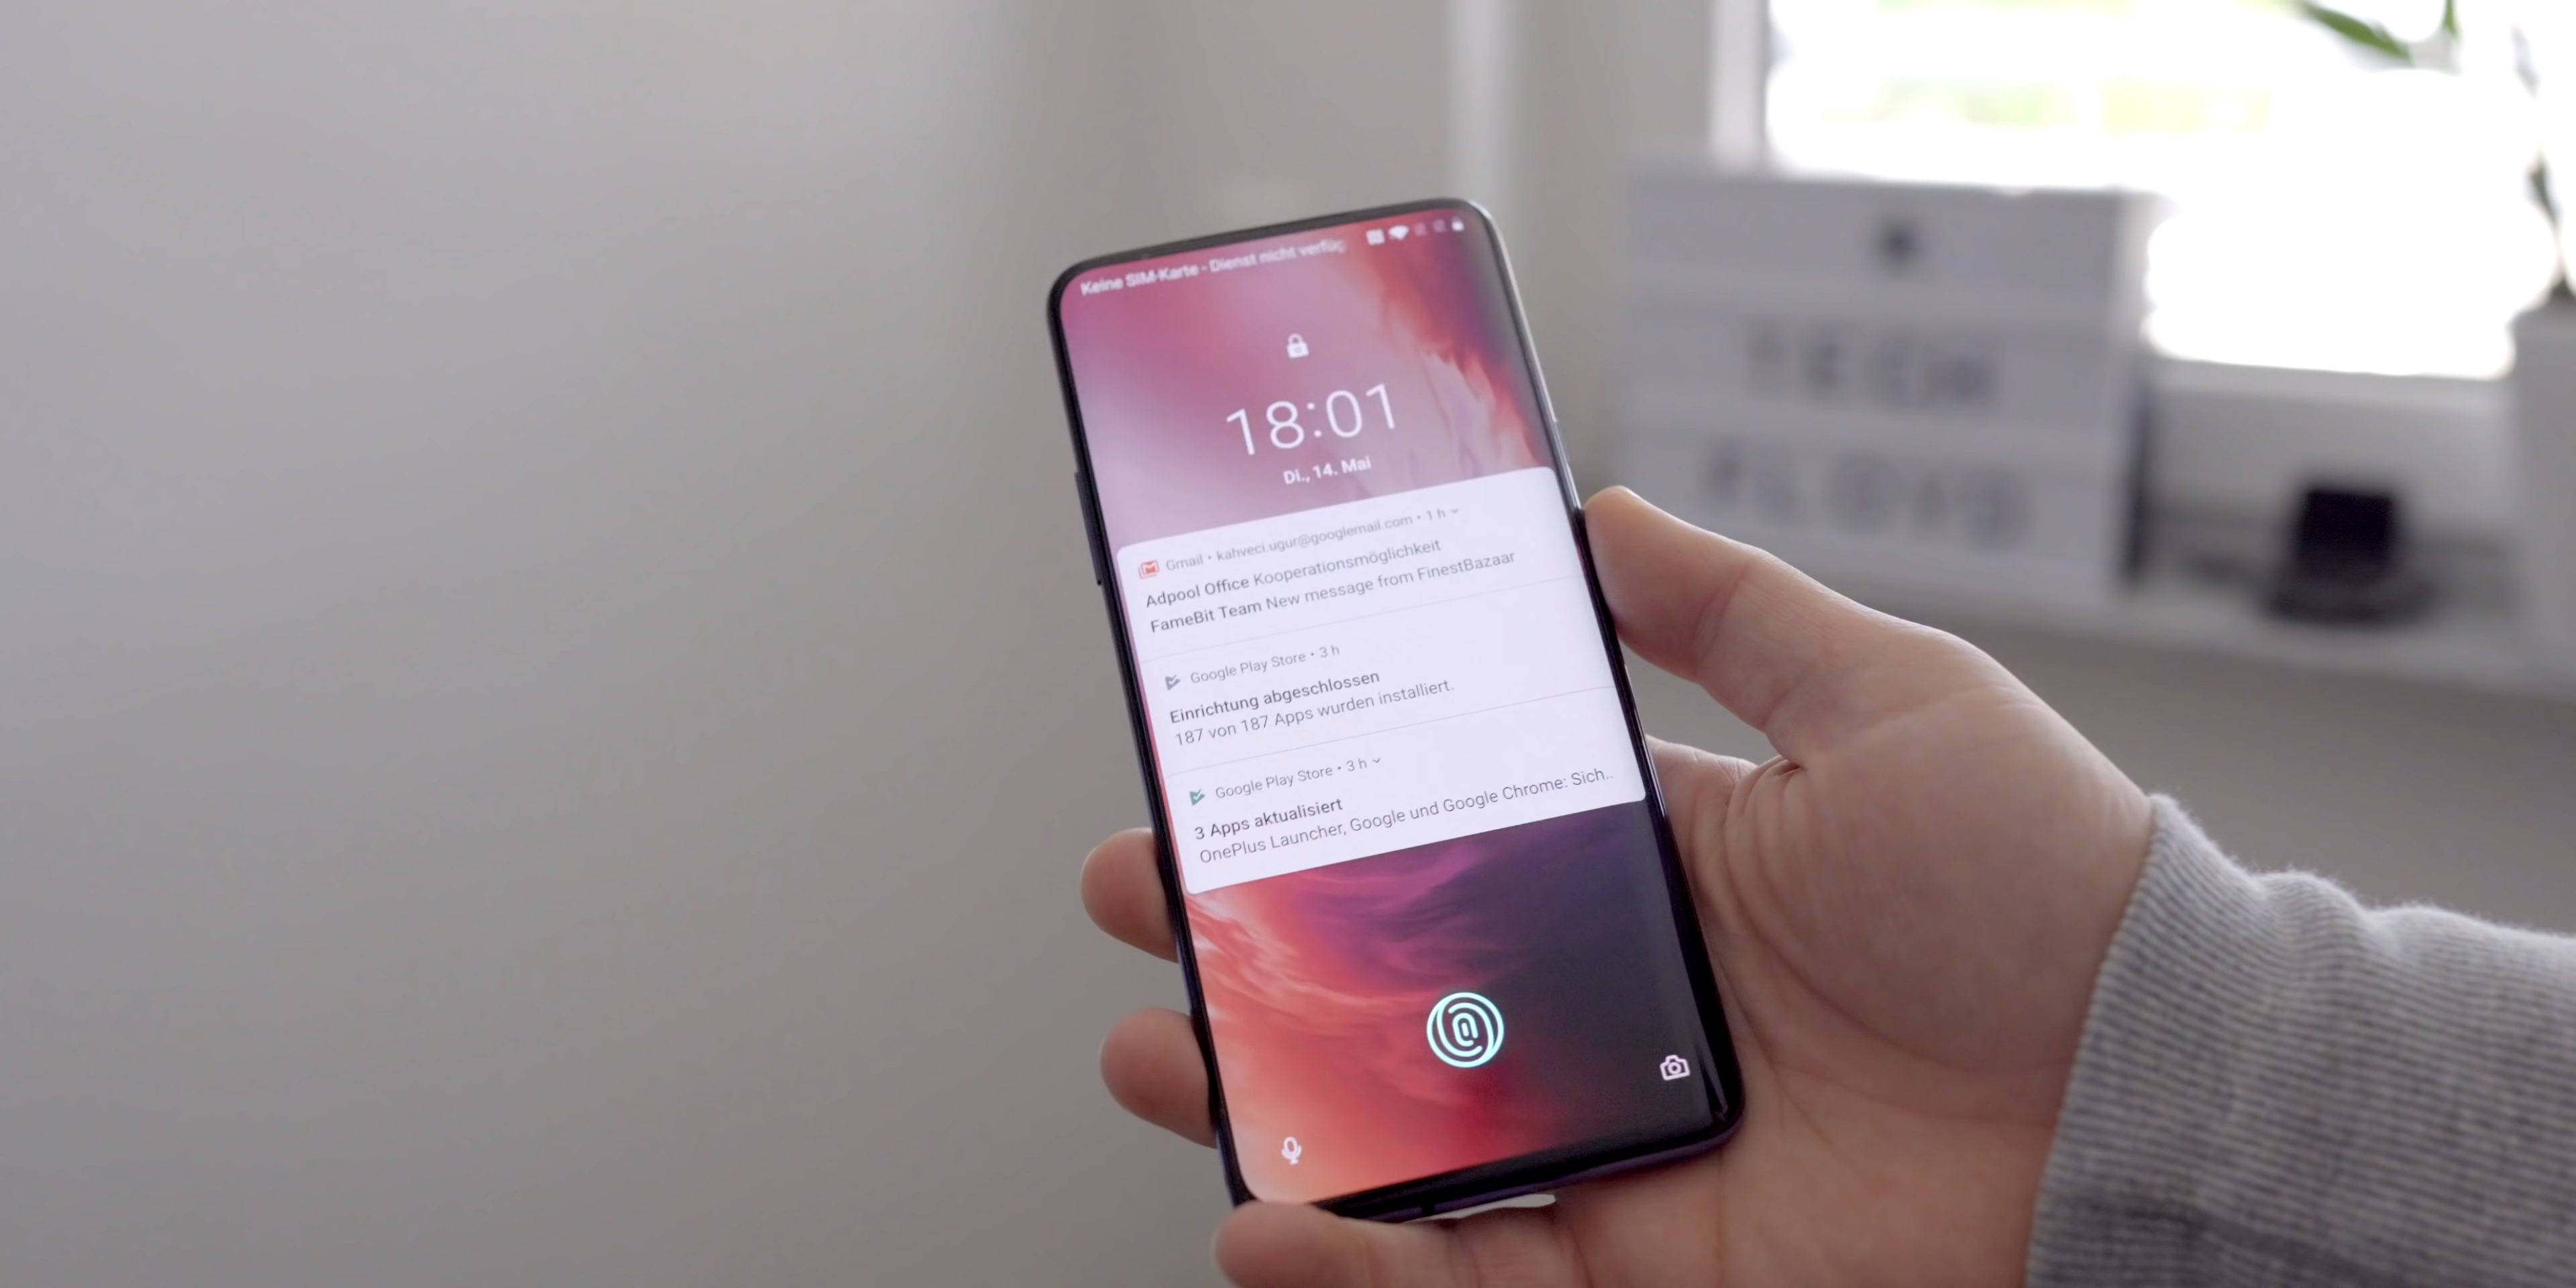 Keine SIM-Karte - Dienst nicht verfüg
18:01
Di., 14. Mai
Gmail • kahveci.ugur@googlemail.com • 1 h
Adpool Office Kooperationsmöglichkeit
FameBit Team New message from FinestBazaar
Google Play Store • 3 h
Einrichtung abgeschlossen
187 von 187 Apps wurden installiert.
Google Play Store • 3 h
3 Apps aktualisiert
OnePlus Launcher, Google und Google Chrome: Sich..
TECH